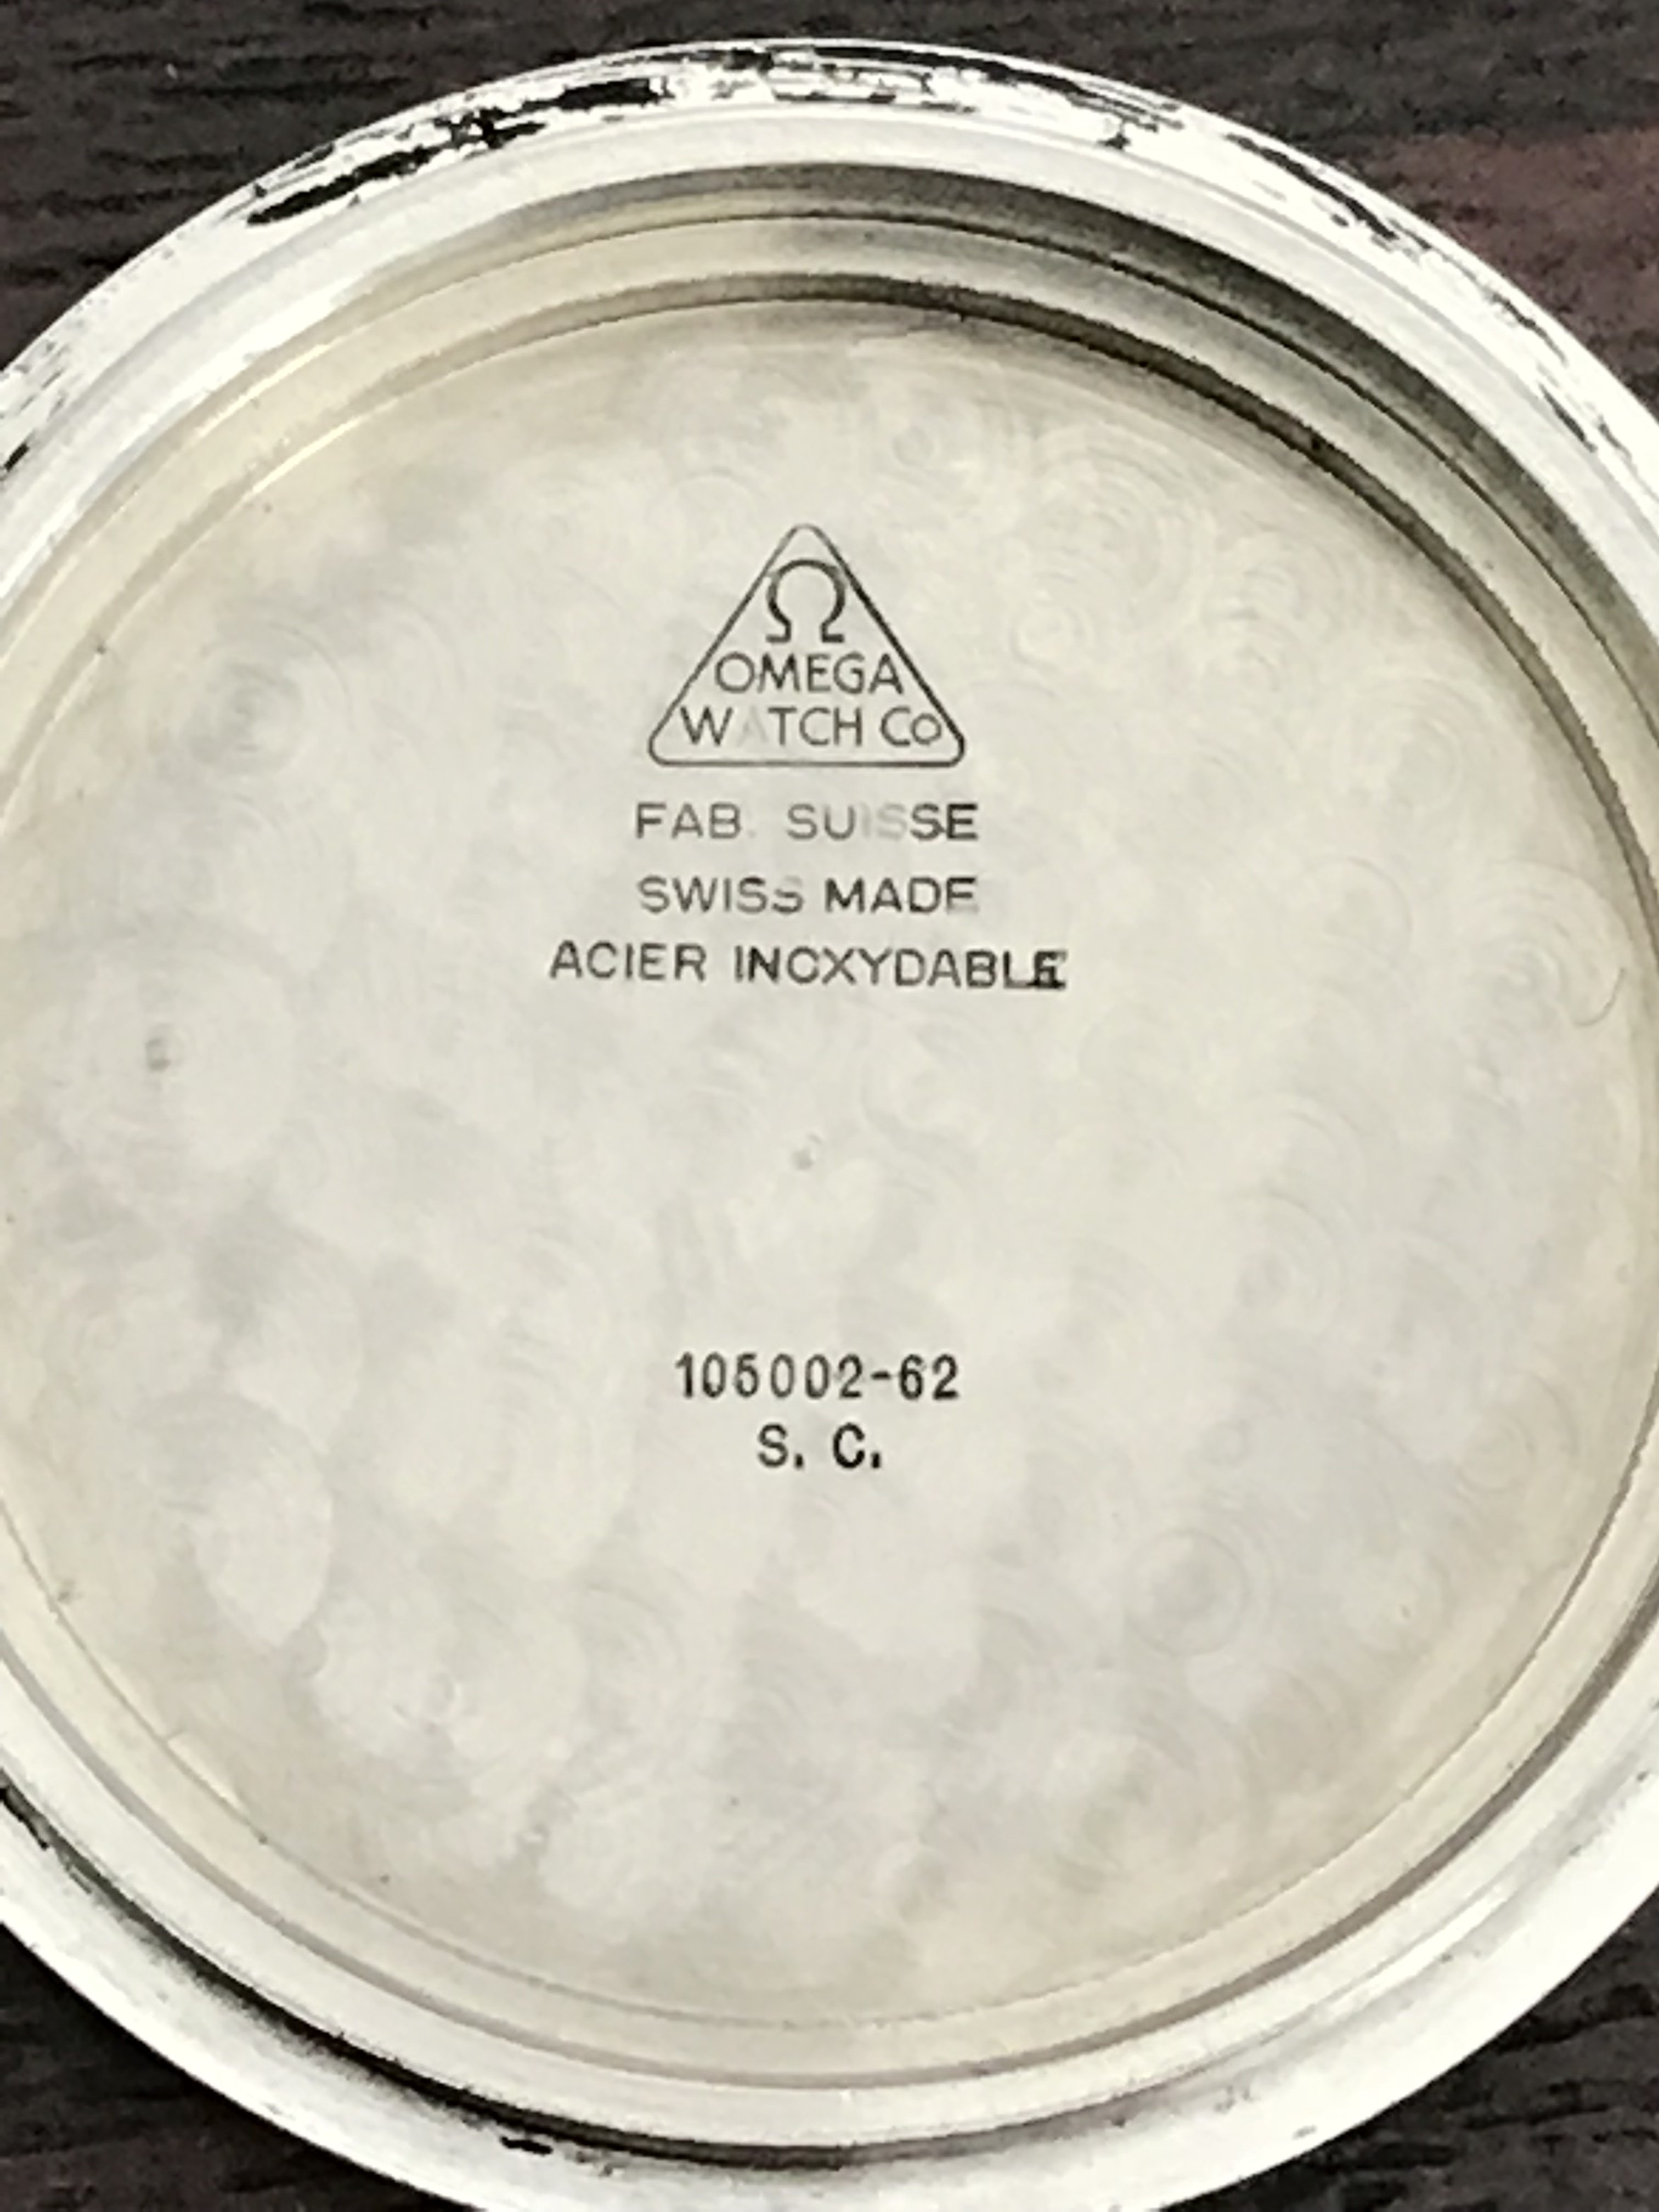 Ω
OMEGA
WATCH Co
FAB. SUISSE
SWISS MADE
ACIER INOXYDABLE
105002-62
S. C.